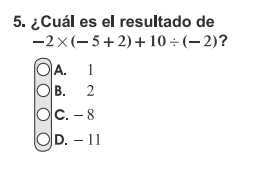 5. ¿Cuál es el resultado de
−2×(−5+2)+10÷(−2)?
A. 1
B. 2
C. −8
D. −11